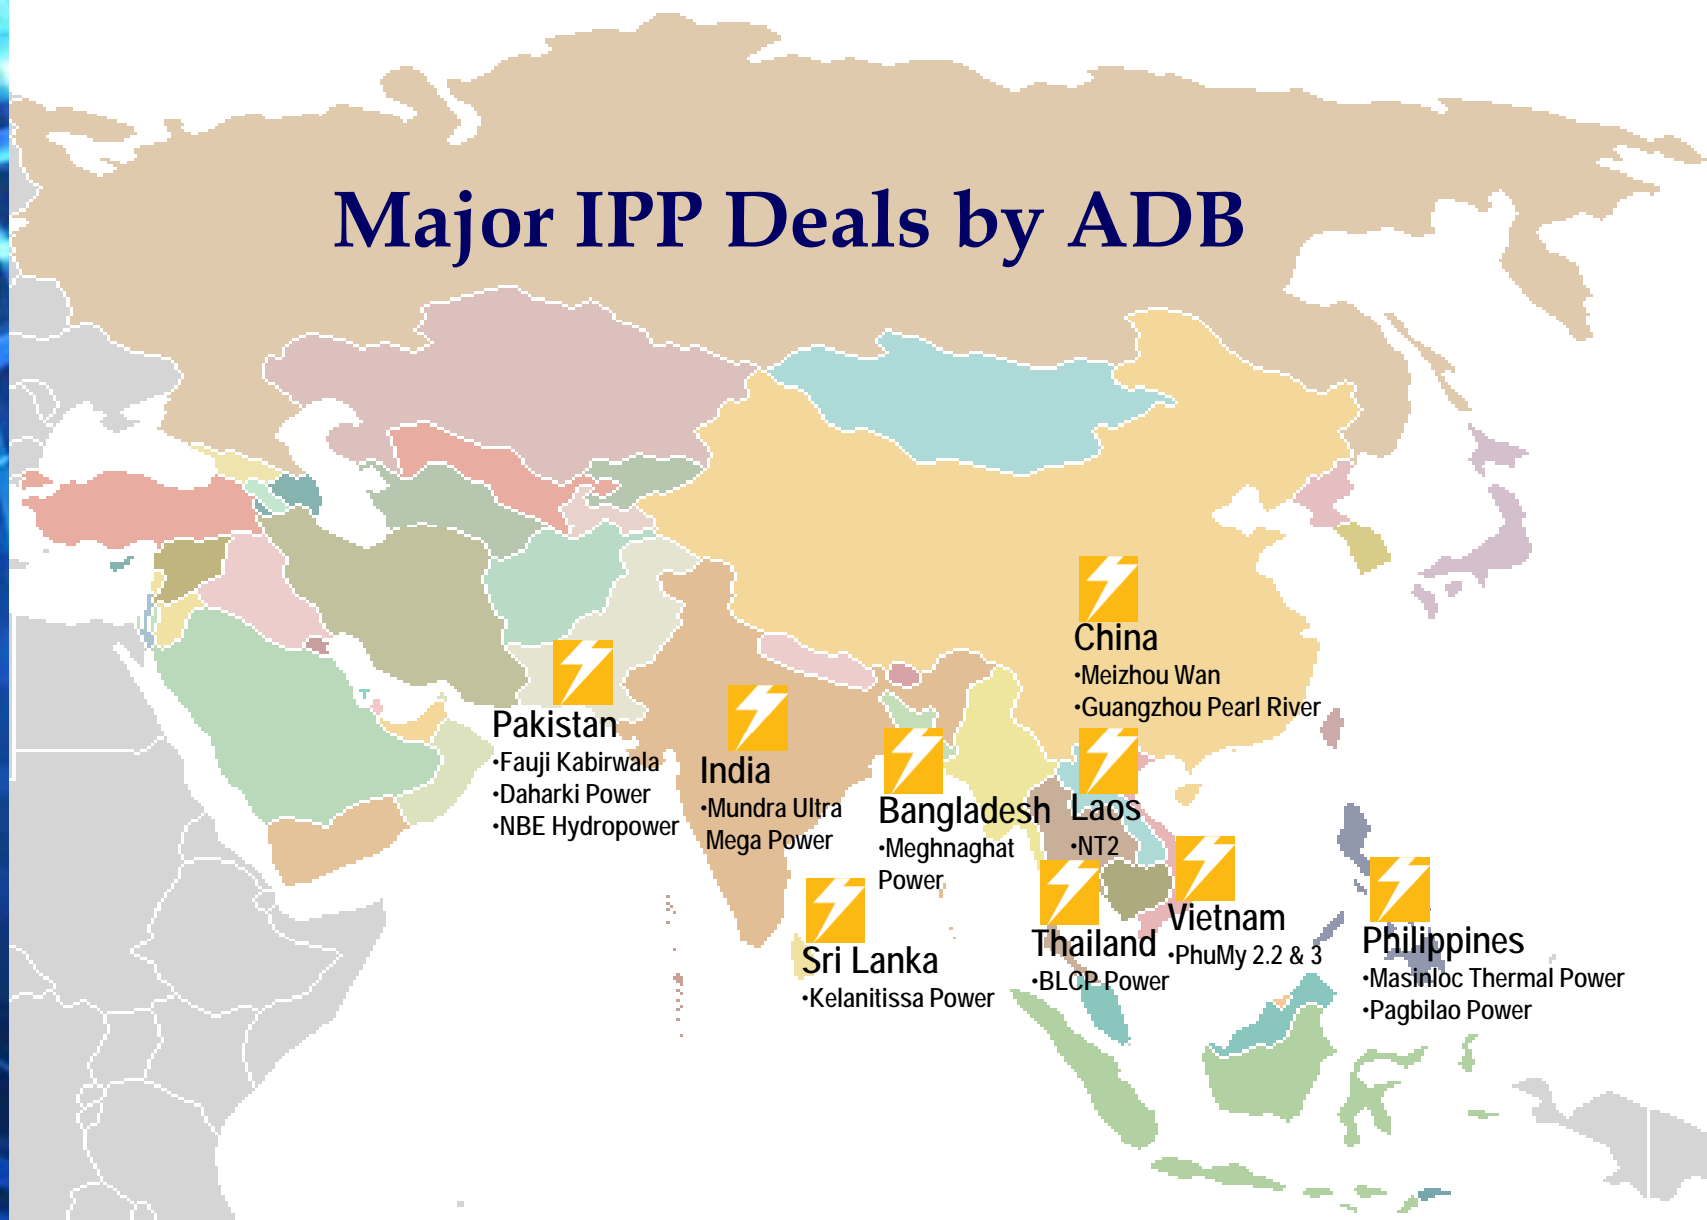 Major IPP Deals by ADB
China
•Meizhou Wan
•Guangzhou Pearl River
Pakistan
•Fauji Kabirwala
•Daharki Power
•NBE Hydropower
India
•Mundra Ultra
Mega Power
Bangladesh
•Meghnaghat
Power
Laos
•NT2
Sri Lanka
•Kelanitissa Power
Thailand
•BLCP Power
Vietnam
•PhuMy 2.2 & 3
Philippines
•Masinloc Thermal Power
•Pagbilao Power